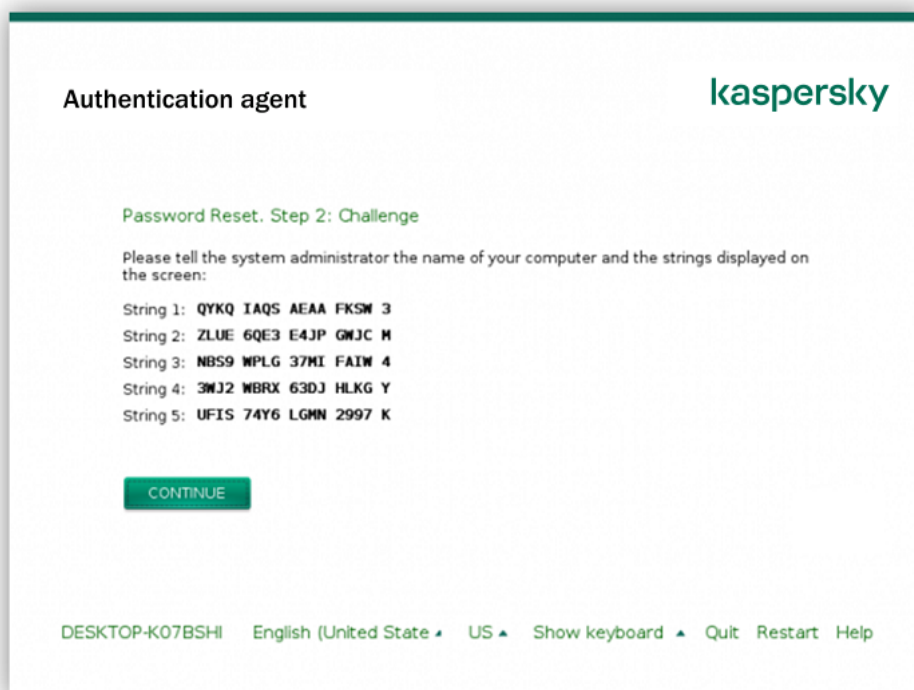 Authentication agent
kaspersky
Password Reset. Step 2: Challenge
Please tell the system administrator the name of your computer and the strings displayed on
the screen:
String 1: QYKQ IAQS AEAA FKSW 3
String 2: ZLUE 6QE3 E4JP GWJC M
String 3: NBS9 WPLG 37MI FAIW 4
String 4: 3WJ2 WBRX 63DJ HLKG Y
String 5: UFIS 74Y6 LGMN 2997 K
CONTINUE
DESKTOP-K07BSHI English (United State US Show keyboard Quit Restart Help